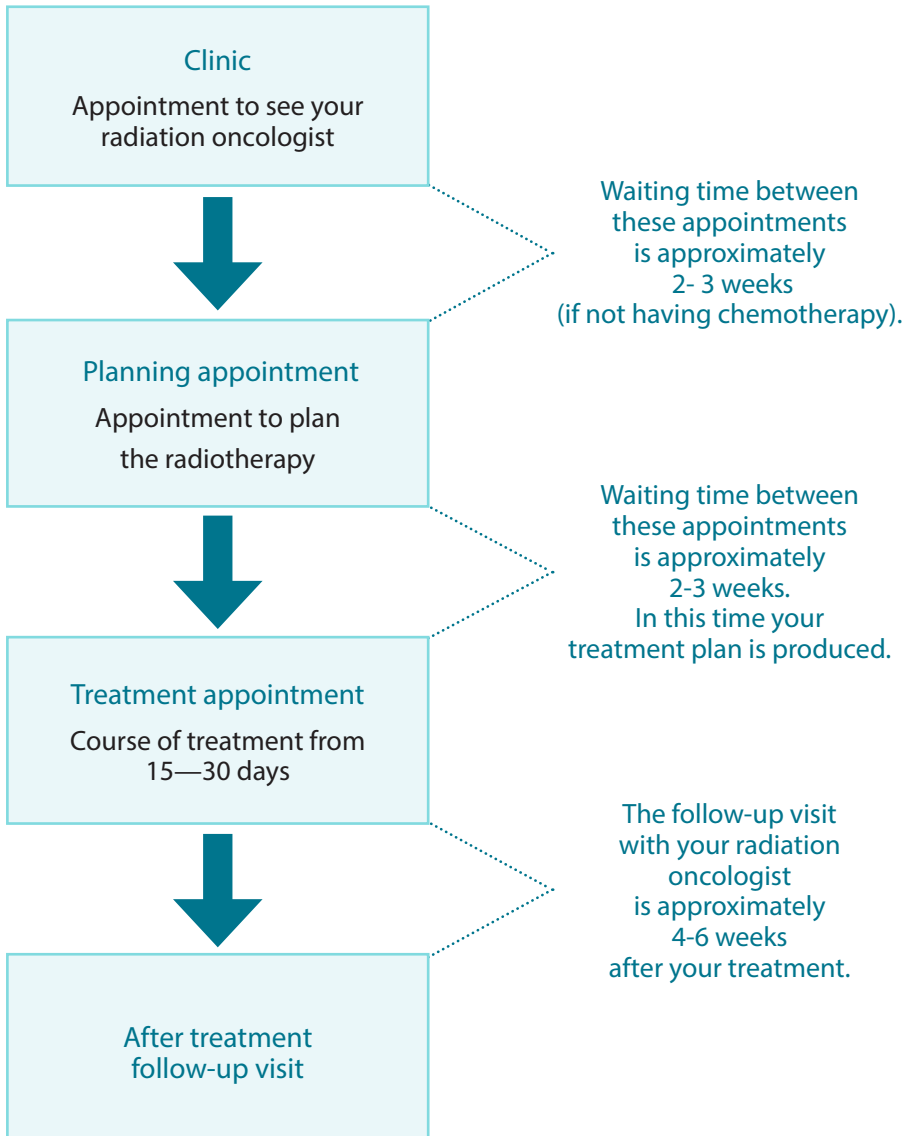 Clinic
Appointment to see your
radiation oncologist
Waiting time between
these appointments
is approximately
2- 3 weeks
(if not having chemotherapy).
Planning appointment
Appointment to plan
the radiotherapy
Waiting time between
these appointments
is approximately
2-3 weeks.
In this time your
treatment plan is produced.
Treatment appointment
Course of treatment from
15—30 days
The follow-up visit
with your radiation
oncologist
is approximately
4-6 weeks
after your treatment.
After treatment
follow-up visit